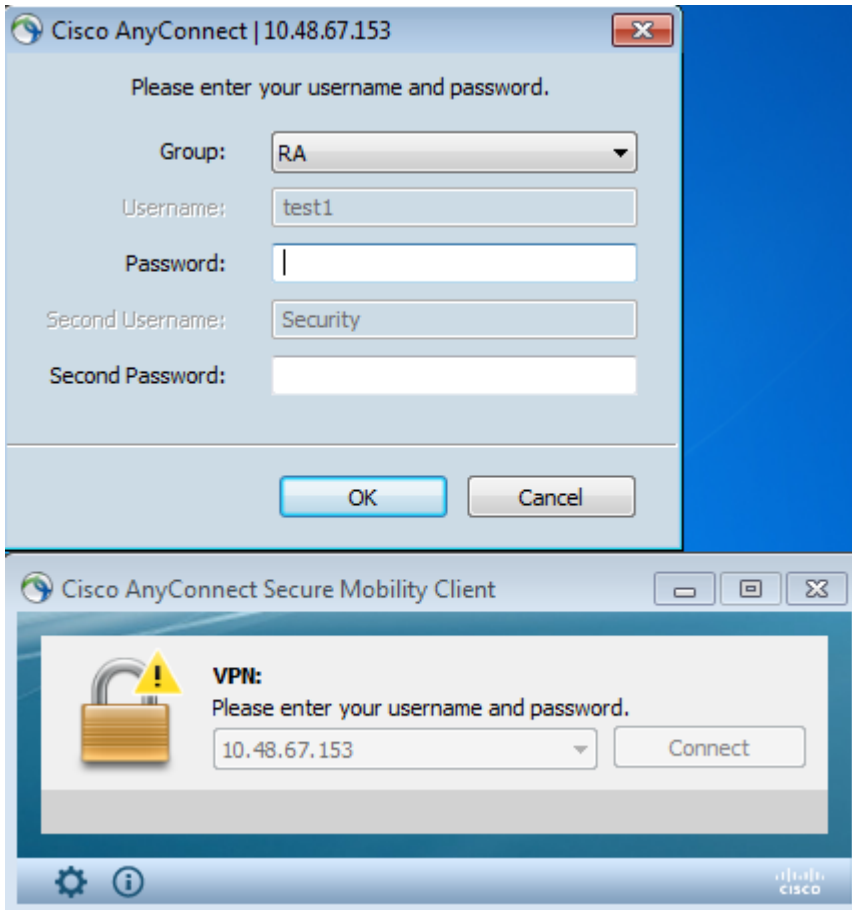 Cisco AnyConnect | 10.48.67.153
Please enter your username and password.
Group: RA
Username: test1
Password:
Second Username: Security
Second Password:
OK Cancel
Cisco AnyConnect Secure Mobility Client
VPN:
Please enter your username and password.
10.48.67.153 Connect
cisco